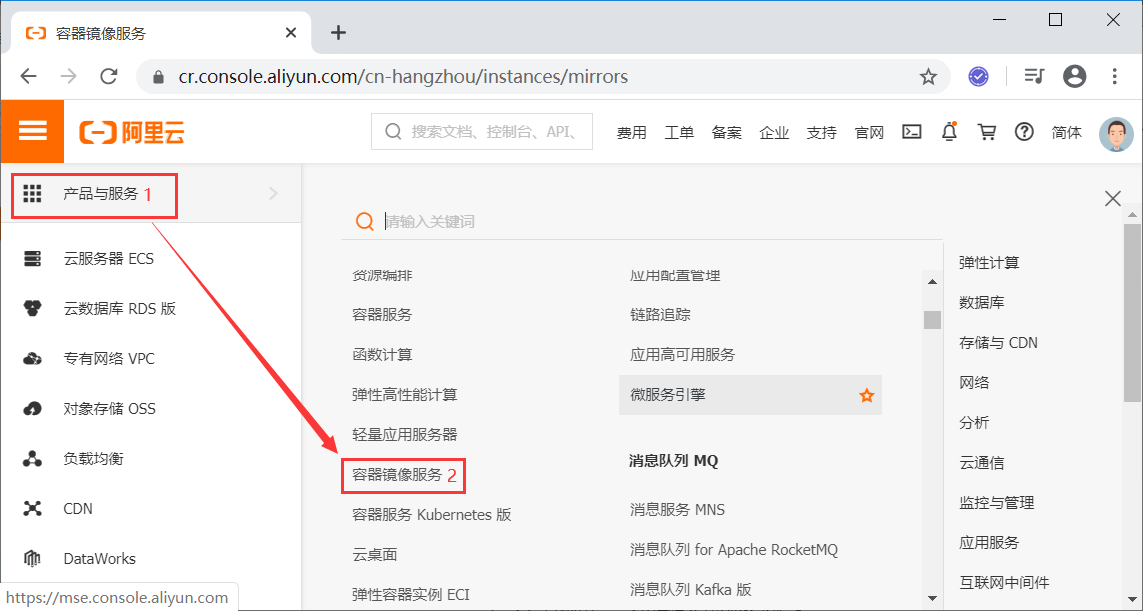 容器镜像服务
cr.console.aliyun.com/cn-hangzhou/instances/mirrors
阿里云
搜索文档、控制台、API、
费用 工单 备案 企业 支持 官网 简体
产品与服务 1
云服务器 ECS
云数据库 RDS 版
专有网络 VPC
对象存储 OSS
负载均衡
CDN
DataWorks
https://mse.console.aliyun.com
请输入关键词
资源编排
容器服务
函数计算
弹性高性能计算
轻量应用服务器
容器镜像服务 2
容器服务 Kubernetes 版
云桌面
弹性容器实例 ECI
应用配置管理
链路追踪
应用高可用服务
微服务引擎
消息队列 MQ
消息服务 MNS
消息队列 for Apache RocketMQ
消息队列 Kafka 版
弹性计算
数据库
存储与 CDN
网络
分析
云通信
监控与管理
应用服务
互联网中间件